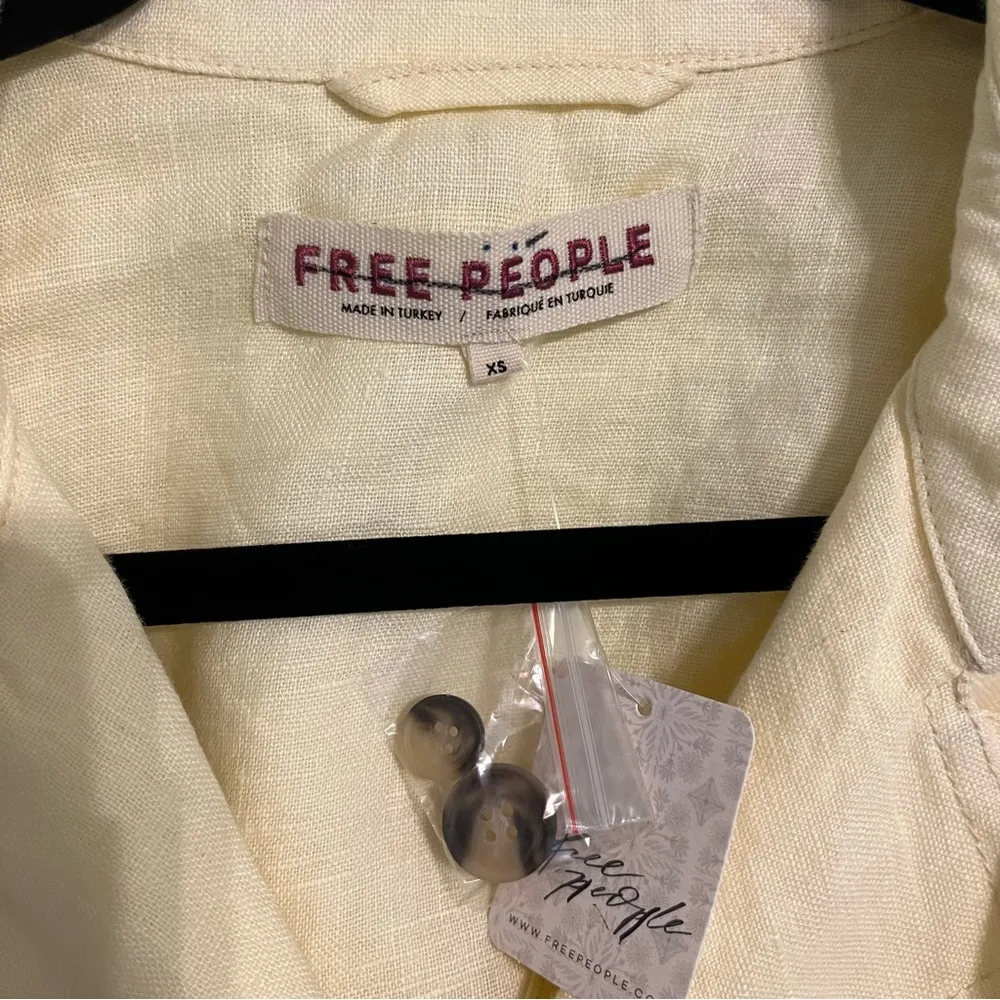 FREE PEOPLE
MADE IN TURKEY / FABRIQUÉ EN TURQUIE
XS
free
people
WWW.FREEPEOPLE.CO